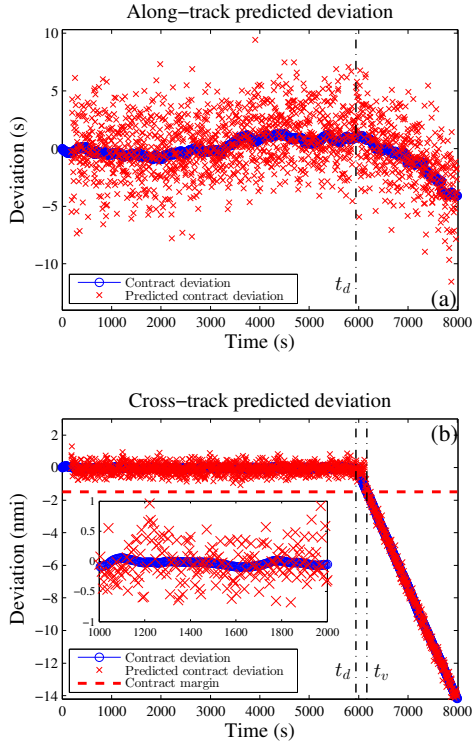 Along−track predicted deviation
10
5
0
−5
−10
Deviation (s)
t_d
(a)
Contract deviation
Predicted contract deviation
0 1000 2000 3000 4000 5000 6000 7000 8000
Time (s)
Cross−track predicted deviation
(b)
2
0
−2
−4
−6
−8
−10
−12
−14
Deviation (nmi)
1
0.5
0
−0.5
−1
1000 1200 1400 1600 1800 2000
Contract deviation
Predicted contract deviation
Contract margin
t_d t_v
0 1000 2000 3000 4000 5000 6000 7000 8000
Time (s)